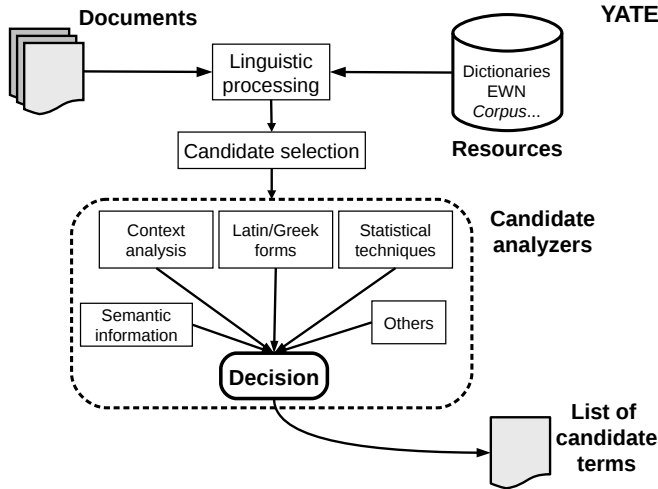 YATE
Documents
Linguistic
processing
Dictionaries
EWN
Corpus...
Resources
Candidate selection
Candidate
analyzers
Context
analysis
Latin/Greek
forms
Statistical
techniques
Semantic
information
Others
Decision
List of
candidate
terms